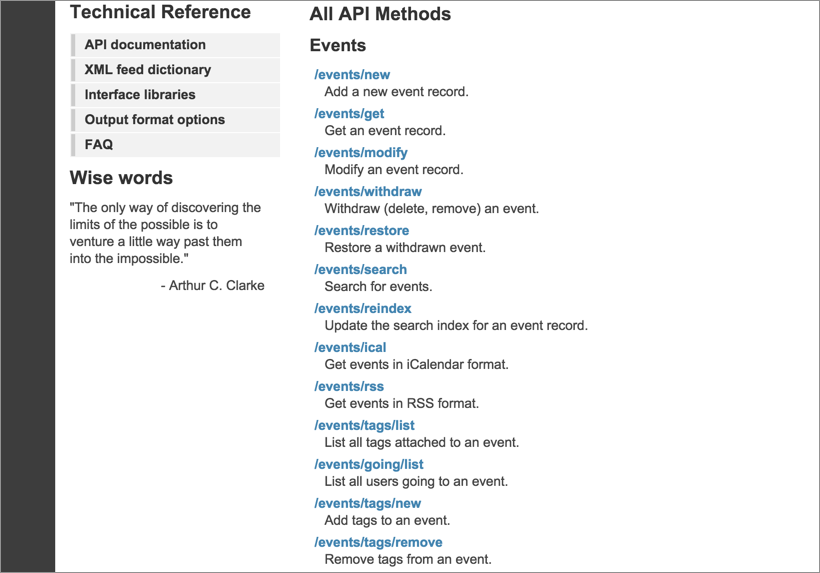 Technical Reference
API documentation
XML feed dictionary
Interface libraries
Output format options
FAQ
Wise words
"The only way of discovering the
limits of the possible is to
venture a little way past them
into the impossible."
- Arthur C. Clarke
All API Methods
Events
/events/new
Add a new event record.
/events/get
Get an event record.
/events/modify
Modify an event record.
/events/withdraw
Withdraw (delete, remove) an event.
/events/restore
Restore a withdrawn event.
/events/search
Search for events.
/events/reindex
Update the search index for an event record.
/events/ical
Get events in iCalendar format.
/events/rss
Get events in RSS format.
/events/tags/list
List all tags attached to an event.
/events/going/list
List all users going to an event.
/events/tags/new
Add tags to an event.
/events/tags/remove
Remove tags from an event.